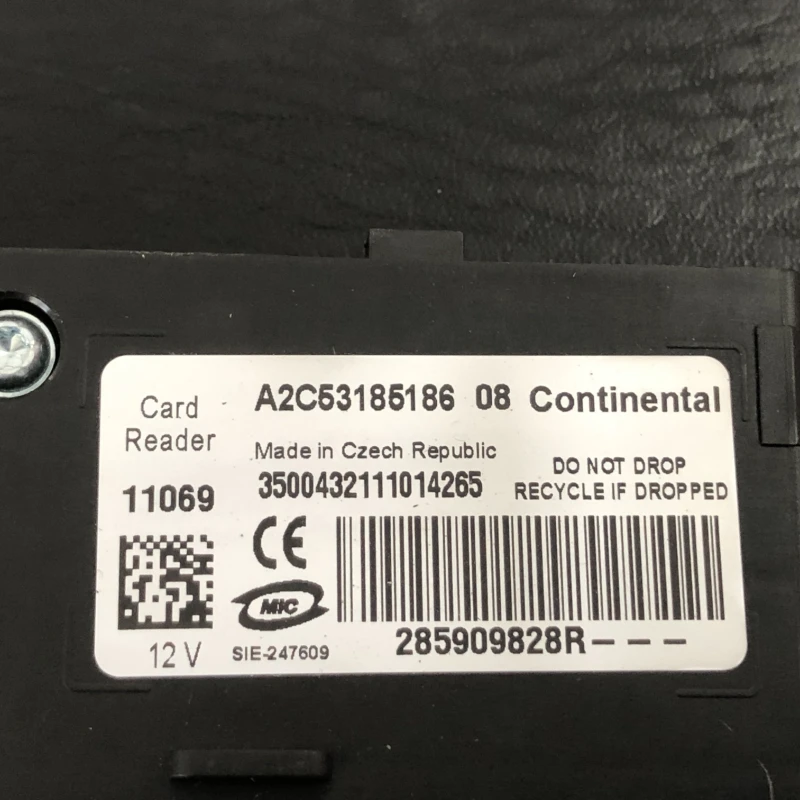 Card
Reader
11069
A2C53185186 08 Continental
Made in Czech Republic
3500432111014265
DO NOT DROP
RECYCLE IF DROPPED
CE
MIC
12 V
SIE-247609
285909828R---